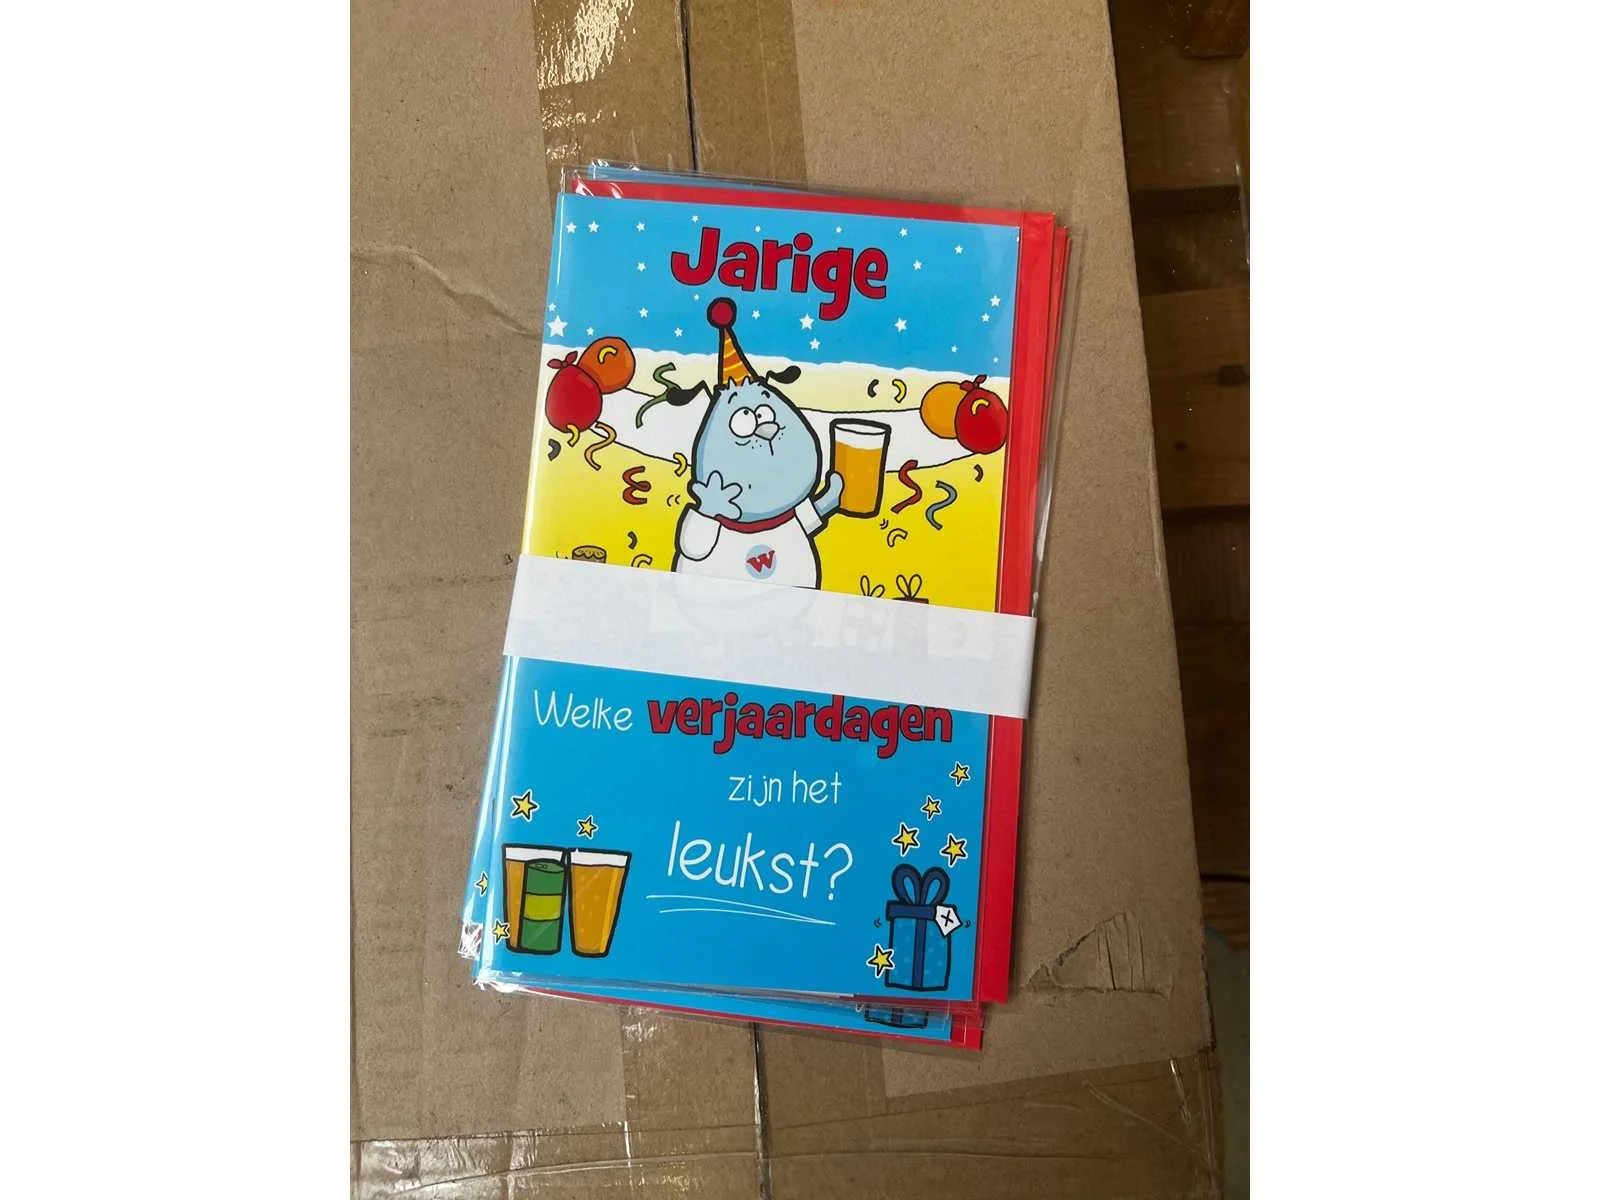 Jarige
W
Welke verjaardagen
zijn het
leukst?
x